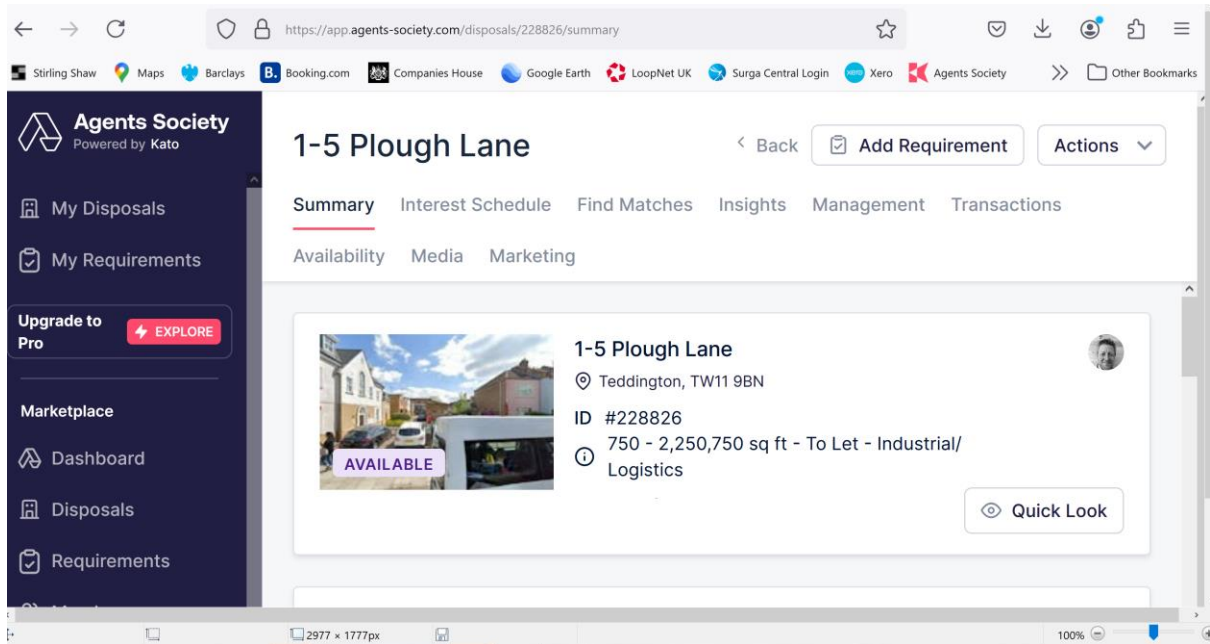 https://app.agents-society.com/disposals/228826/summary
Stirling Shaw Maps Barclays B. Booking.com Companies House Google Earth LoopNet UK Surga Central Login xero Xero Agents Society Other Bookmarks
Agents Society
Powered by Kato
My Disposals
My Requirements
Upgrade to
Pro
EXPLORE
Marketplace
Dashboard
Disposals
Requirements
1-5 Plough Lane
Back Add Requirement Actions
Summary Interest Schedule Find Matches Insights Management Transactions
Availability Media Marketing
AVAILABLE
1-5 Plough Lane
Teddington, TW11 9BN
ID #228826
750 - 2,250,750 sq ft - To Let - Industrial/
Logistics
Quick Look
2977 × 1777px
100%